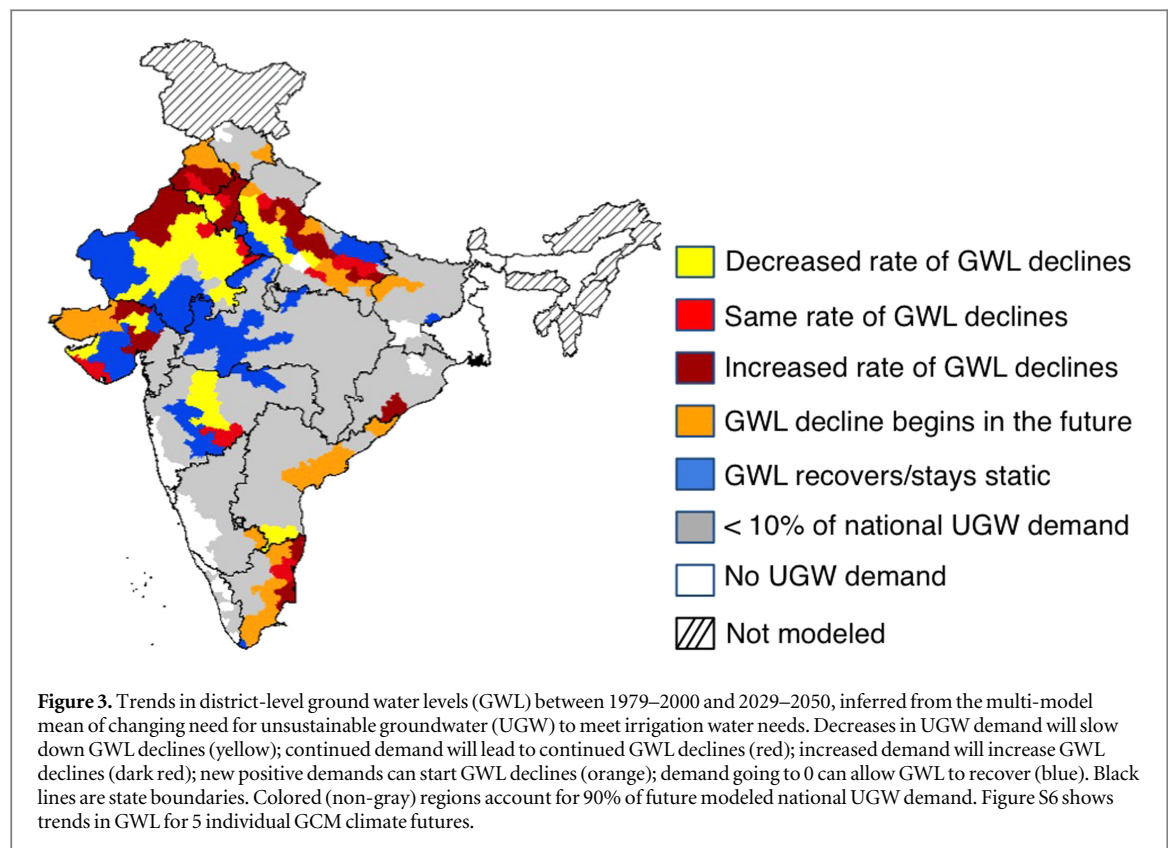 Decreased rate of GWL declines
Same rate of GWL declines
Increased rate of GWL declines
GWL decline begins in the future
GWL recovers/stays static
< 10% of national UGW demand
No UGW demand
Not modeled
Figure 3. Trends in district-level ground water levels (GWL) between 1979–2000 and 2029–2050, inferred from the multi-model
mean of changing need for unsustainable groundwater (UGW) to meet irrigation water needs. Decreases in UGW demand will slow
down GWL declines (yellow); continued demand will lead to continued GWL declines (red); increased demand will increase GWL
declines (dark red); new positive demands can start GWL declines (orange); demand going to 0 can allow GWL to recover (blue). Black
lines are state boundaries. Colored (non-gray) regions account for 90% of future modeled national UGW demand. Figure S6 shows
trends in GWL for 5 individual GCM climate futures.